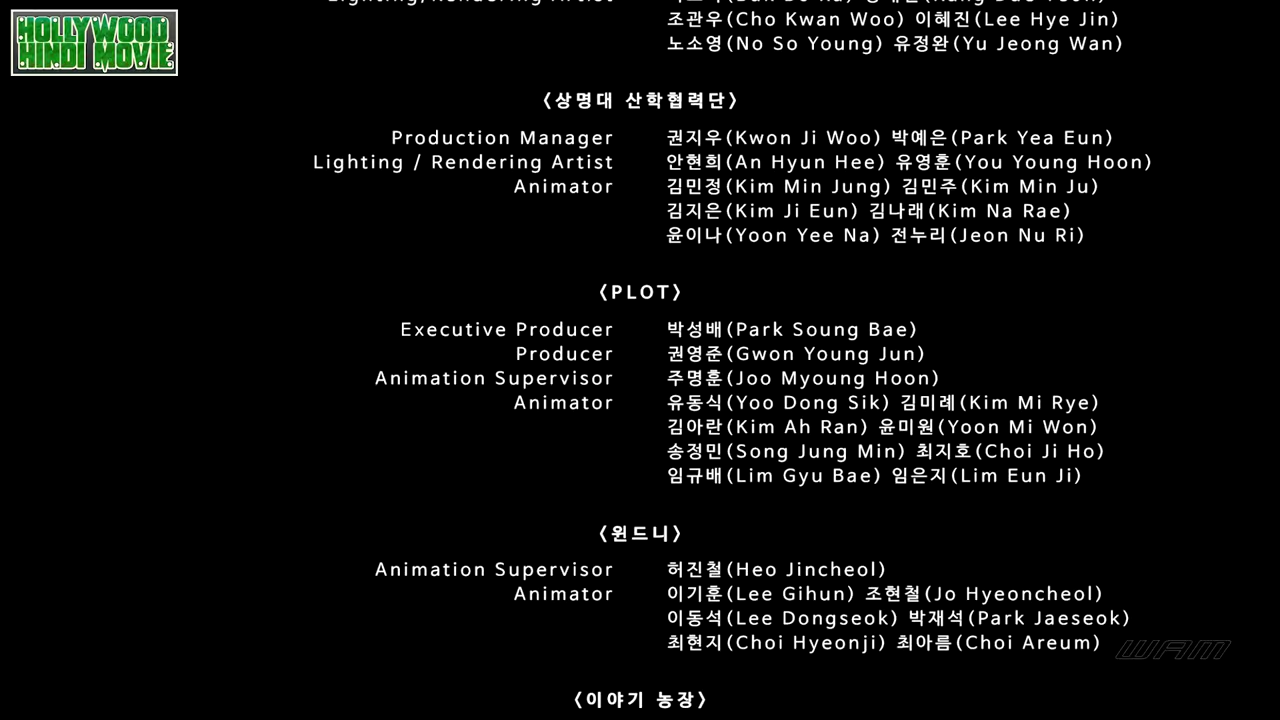 HOLLYWOOD
HINDI MOVIE
조관우(Cho Kwan Woo) 이혜진(Lee Hye Jin)
노소영(No So Young) 유정완(Yu Jeong Wan)
〈상명대 산학협력단〉
Production Manager 권지우(Kwon Ji Woo) 박예은(Park Yea Eun)
Lighting / Rendering Artist 안현희(An Hyun Hee) 유영훈(You Young Hoon)
Animator 김민정(Kim Min Jung) 김민주(Kim Min Ju)
김지은(Kim Ji Eun) 김나래(Kim Na Rae)
윤이나(Yoon Yee Na) 전누리(Jeon Nu Ri)
〈PLOT〉
Executive Producer 박성배(Park Soung Bae)
Producer 권영준(Gwon Young Jun)
Animation Supervisor 주명훈(Joo Myoung Hoon)
Animator 유동식(Yoo Dong Sik) 김미례(Kim Mi Rye)
김아란(Kim Ah Ran) 윤미원(Yoon Mi Won)
송정민(Song Jung Min) 최지호(Choi Ji Ho)
임규배(Lim Gyu Bae) 임은지(Lim Eun Ji)
〈윈드니〉
Animation Supervisor 허진철(Heo Jincheol)
Animator 이기훈(Lee Gihun) 조현철(Jo Hyeoncheol)
이동석(Lee Dongseok) 박재석(Park Jaeseok)
최현지(Choi Hyeonji) 최아름(Choi Areum)
WAM
〈이야기 농장〉